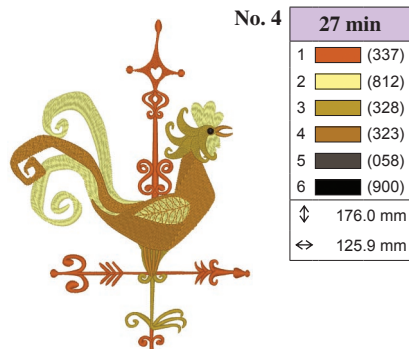 No. 4
27 min
1 (337)
2 (812)
3 (328)
4 (323)
5 (058)
6 (900)
176.0 mm
125.9 mm